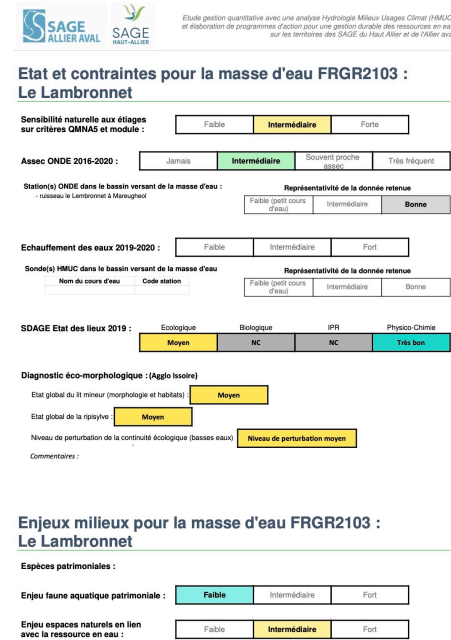 SAGE
ALLIER AVAL
SAGE
HAUT-ALLIER
Etude gestion quantitative avec une analyse Hydrologie Milieux Usages Climat (HMUC
et élaboration de programmes d'action pour une gestion durable des ressources en ea
sur les territoires des SAGE du Haut Allier et de l'Allier ava
Etat et contraintes pour la masse d'eau FRGR2103 :
Le Lambronnet
Sensibilité naturelle aux étiages
sur critères QMNA5 et module :
Faible Intermédiaire Forte
Assec ONDE 2016-2020 : Jamais Intermédiaire Souvent proche assec Très fréquent
Station(s) ONDE dans le bassin versant de la masse d'eau :
- ruisseau le Lembronnet à Mareugheol
Représentativité de la donnée retenue
Faible (petit cours d'eau) Intermédiaire Bonne
Echauffement des eaux 2019-2020 : Faible Intermédiaire Fort
Sonde(s) HMUC dans le bassin versant de la masse d'eau
Nom du cours d'eau Code station
Représentativité de la donnée retenue
Faible (petit cours d'eau) Intermédiaire Bonne
SDAGE Etat des lieux 2019 : Ecologique Biologique IPR Physico-Chimie
Moyen NC NC Très bon
Diagnostic éco-morphologique : (Agglo Issoire)
Etat global du lit mineur (morphologie et habitats) : Moyen
Etat global de la ripisylve : Moyen
Niveau de perturbation de la continuité écologique (basses eaux) Niveau de perturbation moyen
Commentaires :
Enjeux milieux pour la masse d'eau FRGR2103 :
Le Lambronnet
Espèces patrimoniales :
Enjeu faune aquatique patrimoniale : Faible Intermédiaire Fort
Enjeu espaces naturels en lien
avec la ressource en eau :
Faible Intermédiaire Fort